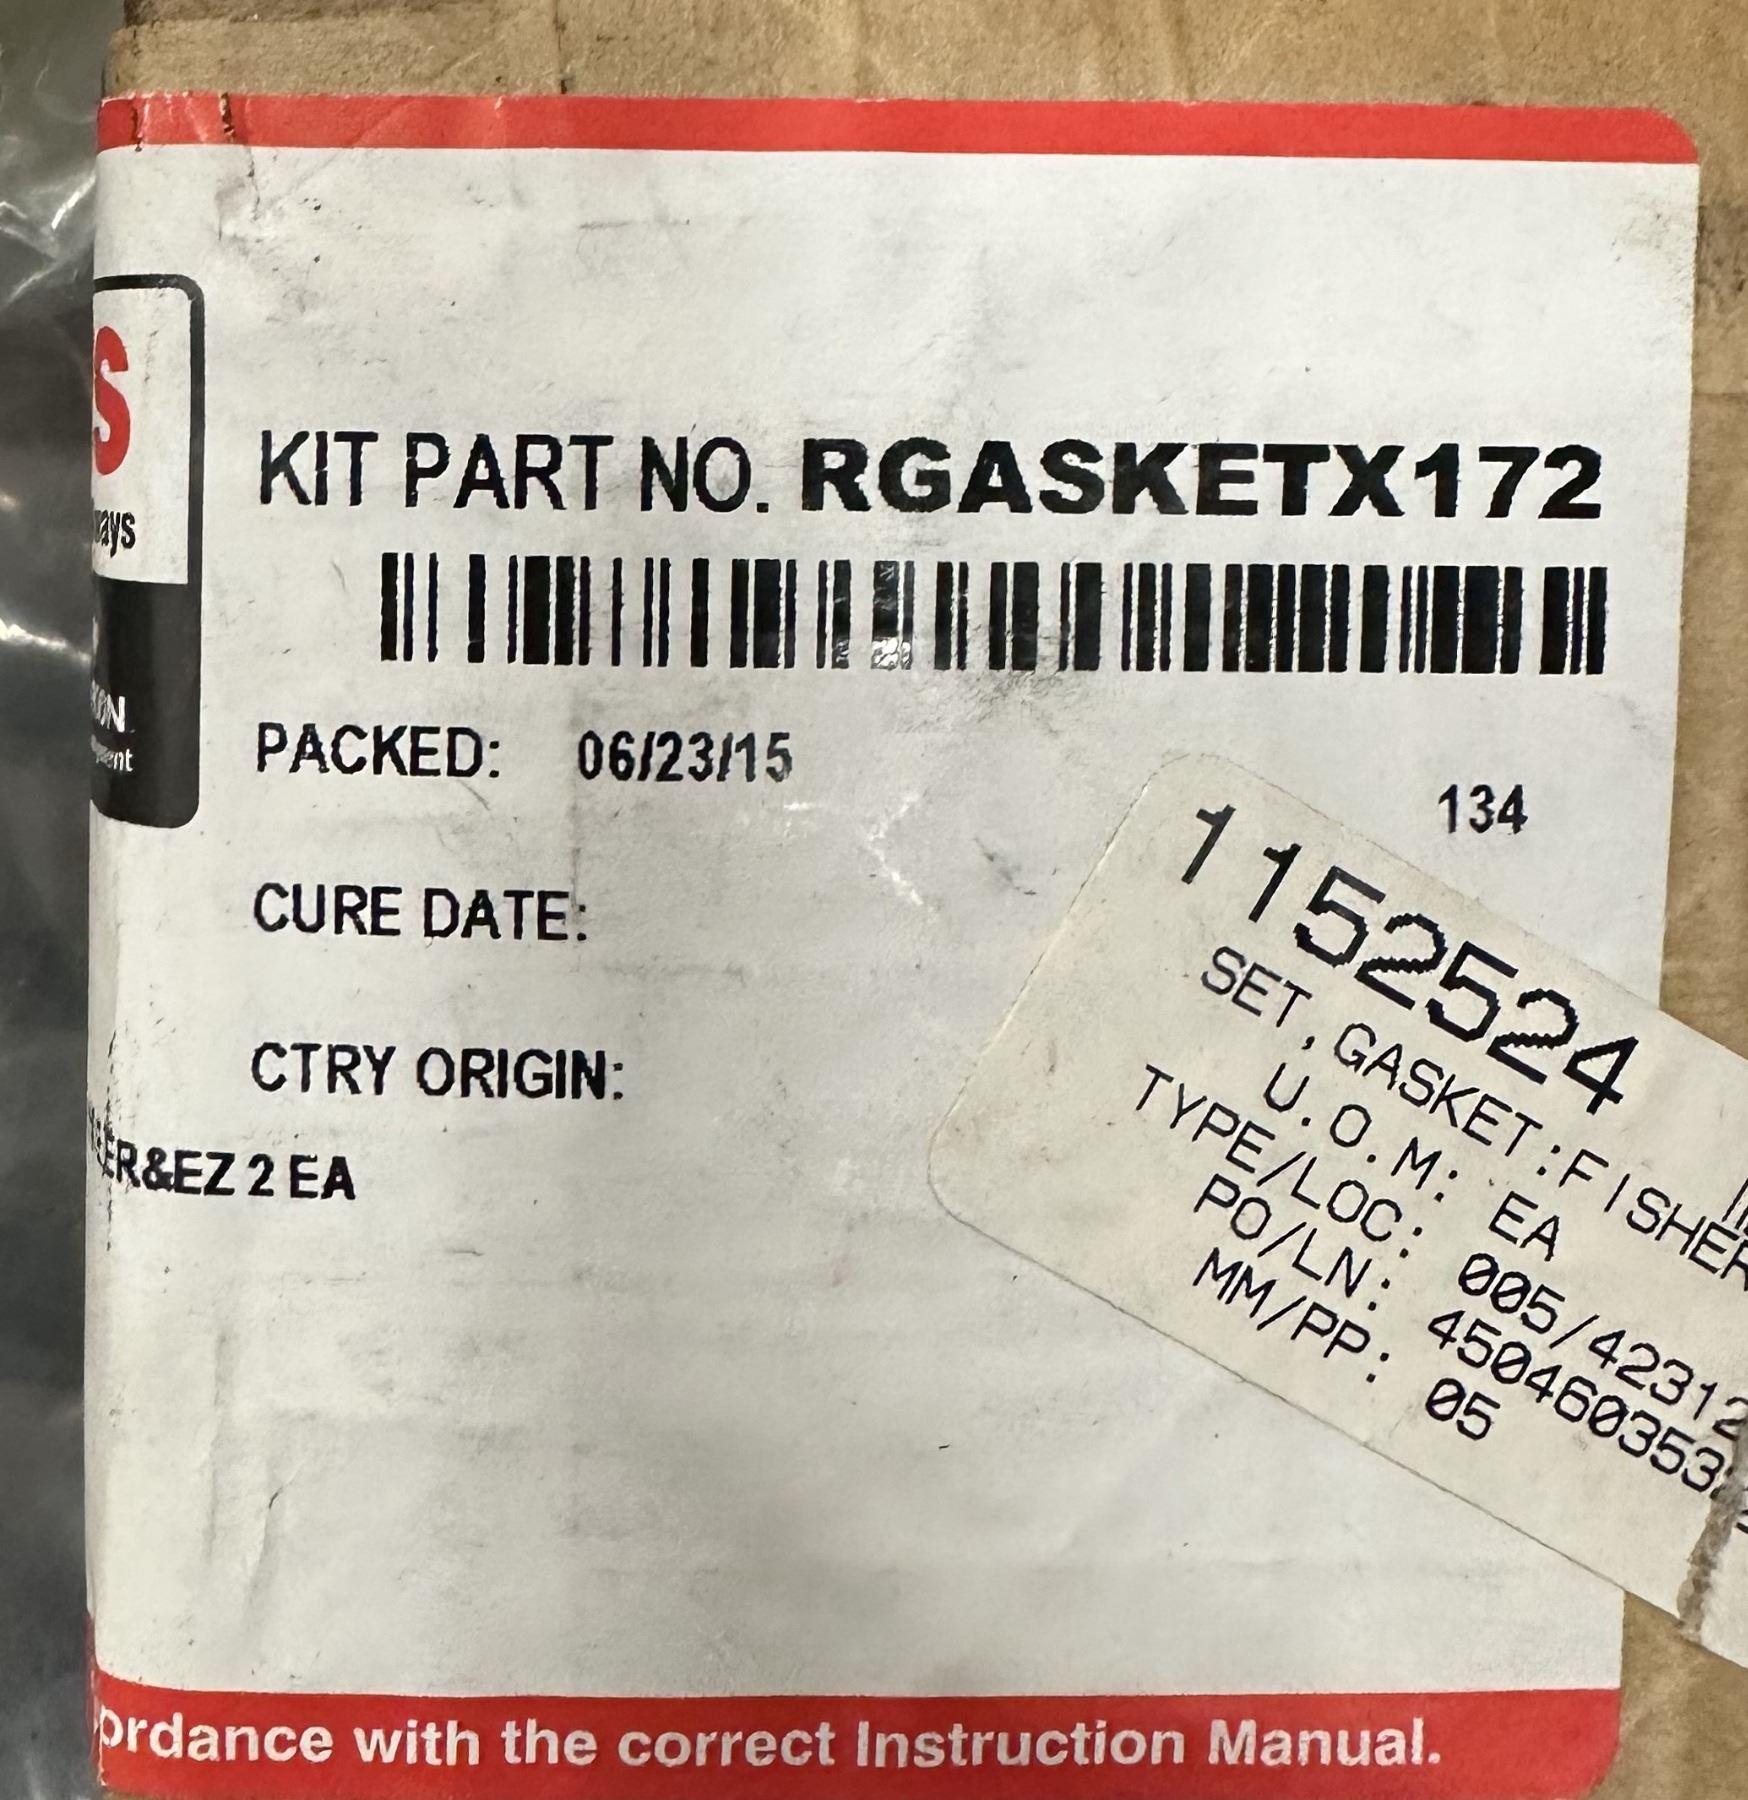 KIT PART NO. RGASKETX172
PACKED: 06/23/15
134
CURE DATE:
CTRY ORIGIN:
ER&EZ 2 EA
1152524
SET,GASKET:FISHER
U.O.M: EA
TYPE/LOC: 005/42312
PO/LN: 450460353
MM/PP: 05
ordance with the correct Instruction Manual.